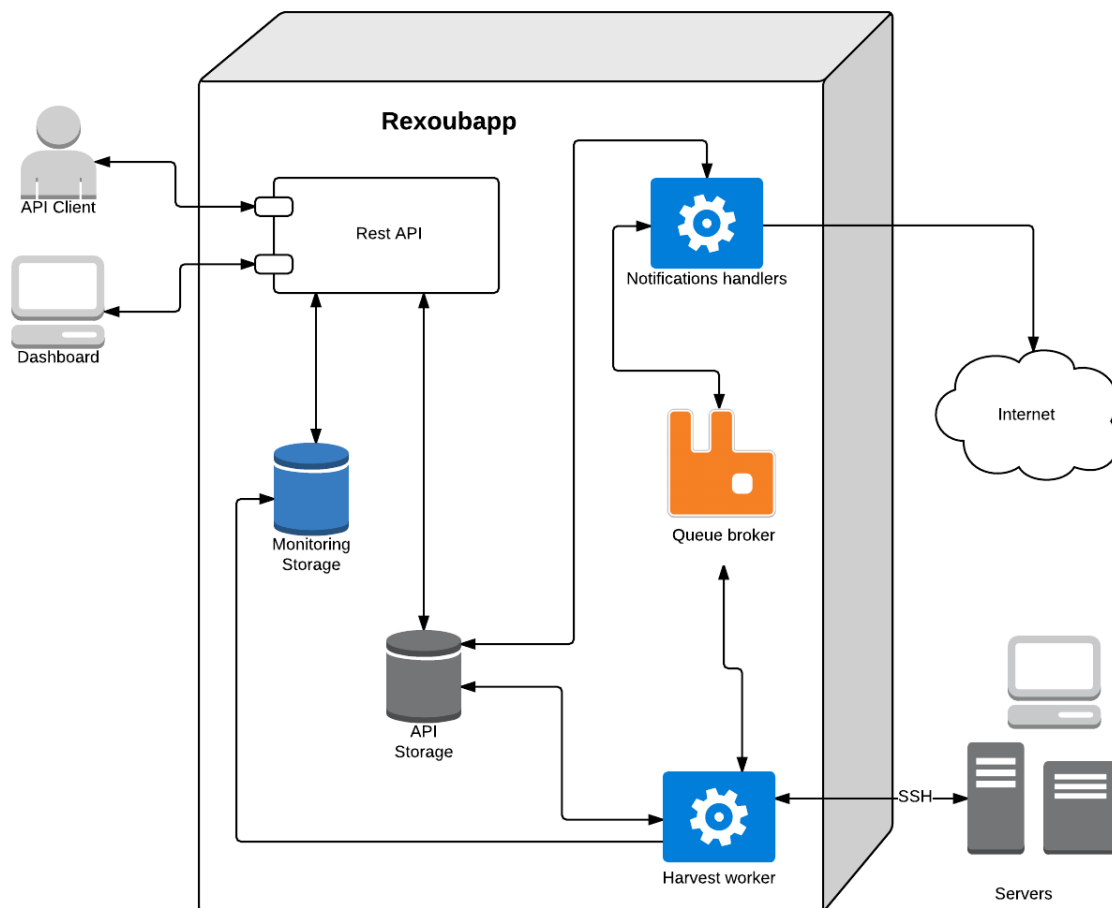 Rexoubapp
API Client
Rest API
Dashboard
Notifications handlers
Internet
Queue broker
Monitoring
Storage
API
Storage
SSH
Harvest worker
Servers